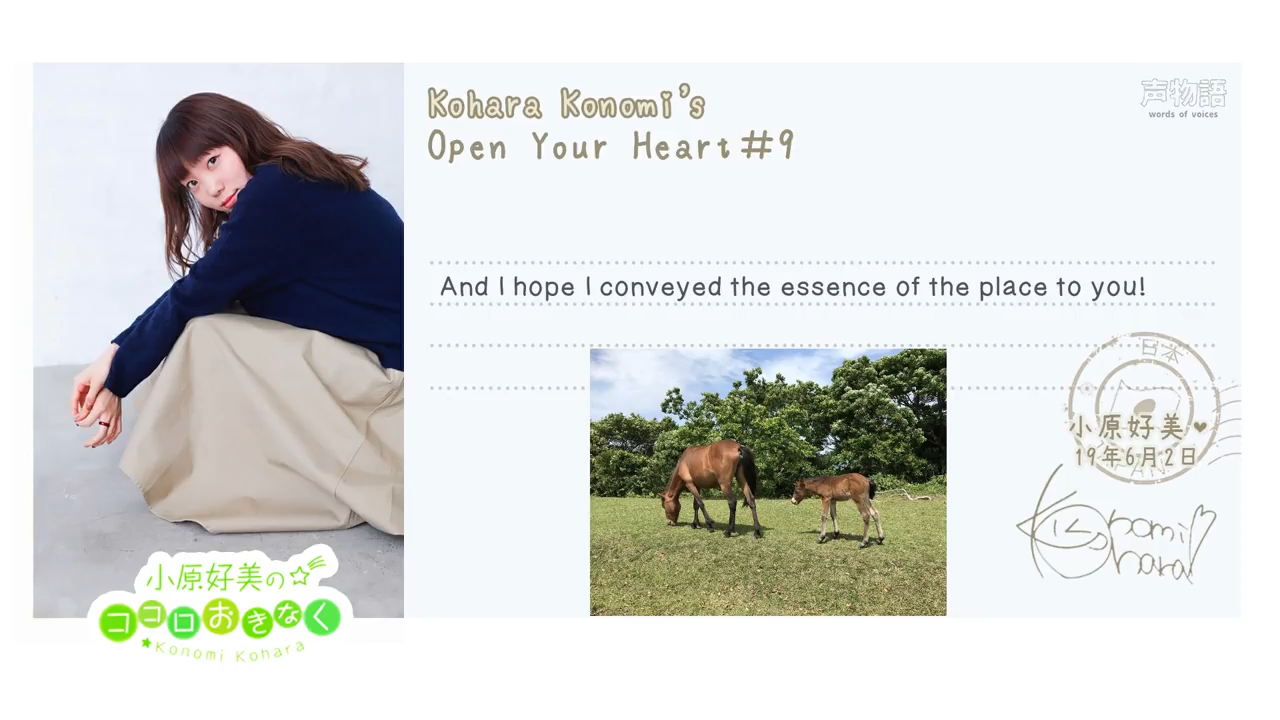 Kohara Konomi's
Open Your Heart #9
声物語
words of voices
And I hope I conveyed the essence of the place to you!
日本
小原好美❤
19年6月2日
Konomi
Kohara
小原好美の☆
ココロおきなく
★Konomi Kohara